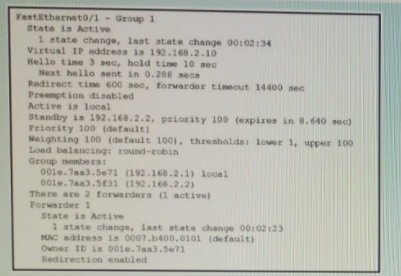 FastEthernet0/1 - Group 1
State is Active
1 state change, last state change 00:02:34
Virtual IP address is 192.168.2.10
Hello time 3 sec, hold time 10 sec
Next hello sent in 0.288 secs
Redirect time 600 sec, forwarder timeout 14400 sec
Preemption disabled
Active is local
Standby is 192.168.2.2, priority 100 (expires in 8.640 sec)
Priority 100 (default)
Weighting 100 (default 100), thresholds: lower 1, upper 100
Load balancing: round-robin
Group members:
001e.7aa3.5e71 (192.168.2.1) local
001e.7aa3.5f31 (192.168.2.2)
There are 2 forwarders (1 active)
Forwarder 1
State is Active
1 state change, last state change 00:02:23
MAC address is 0007.b400.0101 (default)
Owner ID is 001e.7aa3.5e71
Redirection enabled